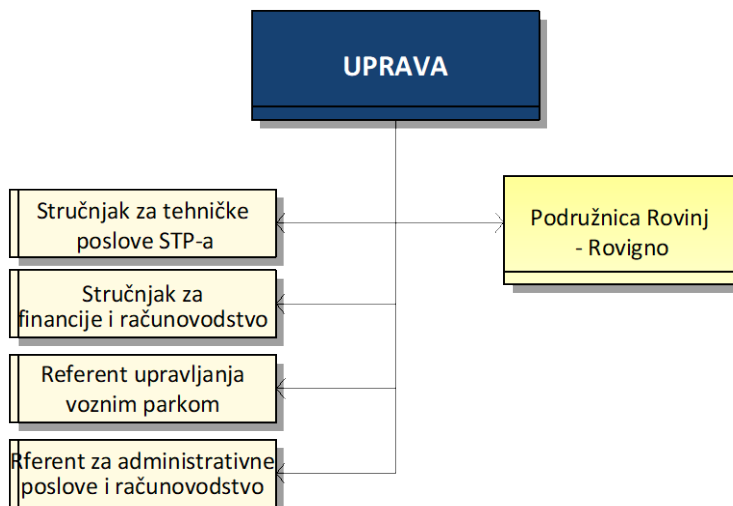 UPRAVA
Stručnjak za tehničke
poslove STP-a
Podružnica Rovinj
- Rovigno
Stručnjak za
financije i računovodstvo
Referent upravljanja
voznim parkom
Rferent za administrativne
poslove i računovodstvo